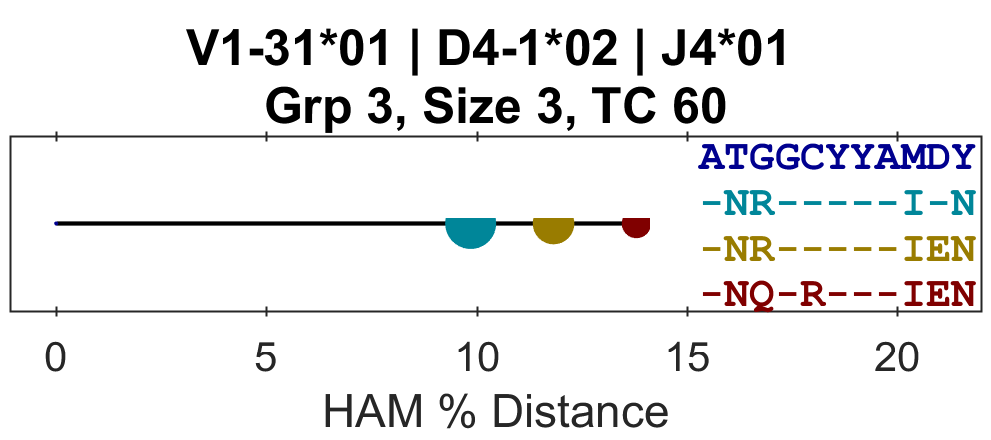 V1-31*01 | D4-1*02 | J4*01
Grp 3, Size 3, TC 60
ATGGCYYAMDY
-NR-----I-N
-NR-----IEN
-NQ-R---IEN
0 5 10 15 20
HAM % Distance